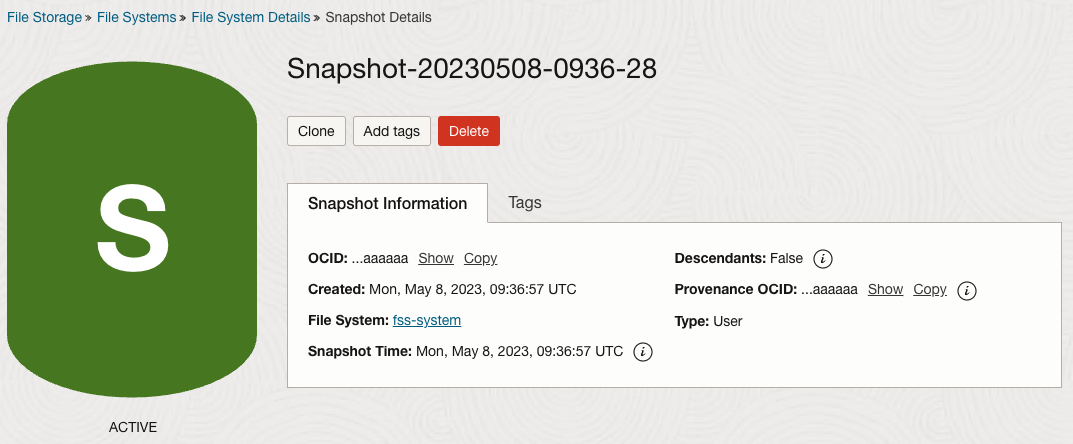 File Storage » File Systems » File System Details » Snapshot Details
Snapshot-20230508-0936-28
Clone Add tags Delete
S
ACTIVE
Snapshot Information Tags
OCID: ...aaaaaa Show Copy
Created: Mon, May 8, 2023, 09:36:57 UTC
File System: fss-system
Snapshot Time: Mon, May 8, 2023, 09:36:57 UTC i
Descendants: False i
Provenance OCID: ...aaaaaa Show Copy i
Type: User